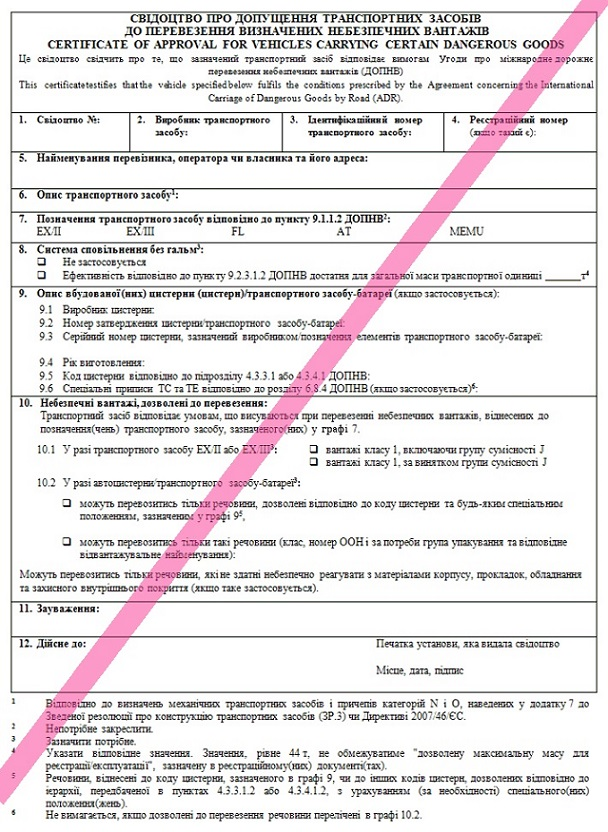 СВІДОЦТВО ПРО ДОПУЩЕННЯ ТРАНСПОРТНИХ ЗАСОБІВ
ДО ПЕРЕВЕЗЕННЯ ВИЗНАЧЕНИХ НЕБЕЗПЕЧНИХ ВАНТАЖІВ
CERTIFICATE OF APPROVAL FOR VEHICLES CARRYING CERTAIN DANGEROUS GOODS
Це свідоцтво свідчить про те, що зазначений транспортний засіб відповідає вимогам Угоди про міжнародне дорожнє
перевезення небезпечних вантажів (ДОПНВ)
This certificate testifies that the vehicle specified below fulfils the conditions prescribed by the Agreement concerning the International
Carriage of Dangerous Goods by Road (ADR).
1. Свідоцтво №:
2. Виробник транспортного
засобу:
3. Ідентифікаційний номер
транспортного засобу:
4. Реєстраційний номер
(якщо такий є):
5. Найменування перевізника, оператора чи власника та його адреса:
6. Опис транспортного засобу1:
7. Позначення транспортного засобу відповідно до пункту 9.1.1.2 ДОПНВ2:
EX/II EX/III FL AT MEMU
8. Система сповільнення без гальм3:
❑ Не застосовується
❑ Ефективність відповідно до пункту 9.2.3.1.2 ДОПНВ достатня для загальної маси транспортної одиниці ______т4
9. Опис вбудованої(них) цистерни (цистерн)/транспортного засобу-батареї (якщо застосовується):
9.1 Виробник цистерни:
9.2 Номер затвердження цистерни/транспортного засобу-батареї:
9.3 Серійний номер цистерни, зазначений виробником/позначення елементів транспортного засобу-батареї:
9.4 Рік виготовлення:
9.5 Код цистерни відповідно до підрозділу 4.3.3.1 або 4.3.4.1 ДОПНВ:
9.6 Спеціальні приписи ТС та ТЕ відповідно до розділу 6.8.4 ДОПНВ (якщо застосовується)6:
10. Небезпечні вантажі, дозволені до перевезення:
Транспортний засіб відповідає умовам, що висуваються при перевезенні небезпечних вантажів, віднесених до
позначення(чень) транспортного засобу, зазначеного(них) у графі 7.
10.1 У разі транспортного засобу EX/II або EX/III3:
❑ вантажі класу 1, включаючи групу сумісності J
❑ вантажі класу 1, за винятком групи сумісності J
10.2 У разі автоцистерни/транспортного засобу-батареї3:
❑ можуть перевозитись тільки речовини, дозволені відповідно до коду цистерни та будь-яким спеціальним
положенням, зазначеним у графі 95,
❑ можуть перевозитись тільки такі речовини (клас, номер ООН і за потреби група упакування та відповідне
відвантажувальне найменування):
Можуть перевозитись тільки речовини, які не здатні небезпечно реагувати з матеріалами корпусу, прокладок, обладнання
та захисного внутрішнього покриття (якщо таке застосовується).
11. Зауваження:
12. Дійсне до:
Печатка установи, яка видала свідоцтво
Місце, дата, підпис
1 Відповідно до визначень механічних транспортних засобів і причепів категорій N і O, наведених у додатку 7 до
Зведеної резолюції про конструкцію транспортних засобів (ЗР.3) чи Директиві 2007/46/ЄС.
2 Непотрібне закреслити.
3 Зазначити потрібне.
4 Указати відповідне значення. Значення, рівне 44 т, не обмежуватиме "дозволену максимальну масу для
реєстрації/експлуатації", зазначену в реєстраційному(них) документі(тах).
5 Речовини, віднесені до коду цистерни, зазначеного в графі 9, чи до інших кодів цистерн, дозволених відповідно до
ієрархії, передбаченої в пунктах 4.3.3.1.2 або 4.3.4.1.2, з урахуванням (за необхідності) спеціального(них)
положення(жень).
6 Не вимагається, якщо дозволені до перевезення речовини перелічені в графі 10.2.